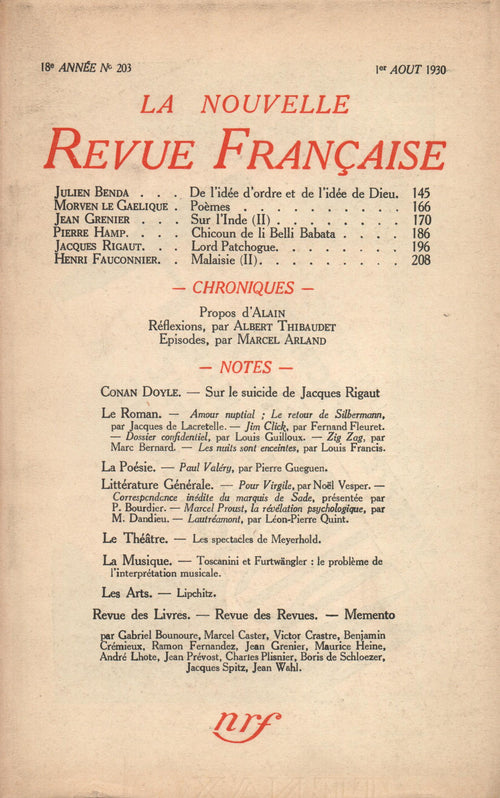 18e ANNÉE No 203 1er AOUT 1930
LA NOUVELLE
REVUE FRANÇAISE
JULIEN BENDA . . . De l'idée d'ordre et de l'idée de Dieu. 145
MORVEN LE GAELIQUE . Poèmes . . . . . . . . . . . . 166
JEAN GRENIER . . . Sur l'Inde (II) . . . . . . . . . 170
PIERRE HAMP. . . . Chicoun de li Belli Babata . . . . . 186
JACQUES RIGAUT. . . Lord Patchogue. . . . . . . . . 196
HENRI FAUCONNIER. . Malaisie (II). . . . . . . . . . 208
— CHRONIQUES —
Propos d'ALAIN
Réflexions, par ALBERT THIBAUDET
Episodes, par MARCEL ARLAND
— NOTES —
CONAN DOYLE. — Sur le suicide de Jacques Rigaut
Le Roman. — Amour nuptial ; Le retour de Silbermann,
par Jacques de Lacretelle. — Jim Click, par Fernand Fleuret.
— Dossier confidentiel, par Louis Guilloux. — Zig Zag, par
Marc Bernard. — Les nuits sont enceintes, par Louis Francis.
La Poésie. — Paul Valéry, par Pierre Gueguen.
Littérature Générale. — Pour Virgile, par Noël Vesper. —
Correspondance inédite du marquis de Sade, présentée par
P. Bourdier. — Marcel Proust, la révélation psychologique, par
M. Dandieu. — Lautréamont, par Léon-Pierre Quint.
Le Théâtre. — Les spectacles de Meyerhold.
La Musique. — Toscanini et Furtwängler : le problème de
l'interprétation musicale.
Les Arts. — Lipchitz.
Revue des Livres. — Revue des Revues. — Memento
par Gabriel Bounoure, Marcel Caster, Victor Crastre, Benjamin
Crémieux, Ramon Fernandez, Jean Grenier, Maurice Heine,
André Lhote, Jean Prévost, Charles Plisnier, Boris de Schloezer,
Jacques Spitz, Jean Wahl.
nrf